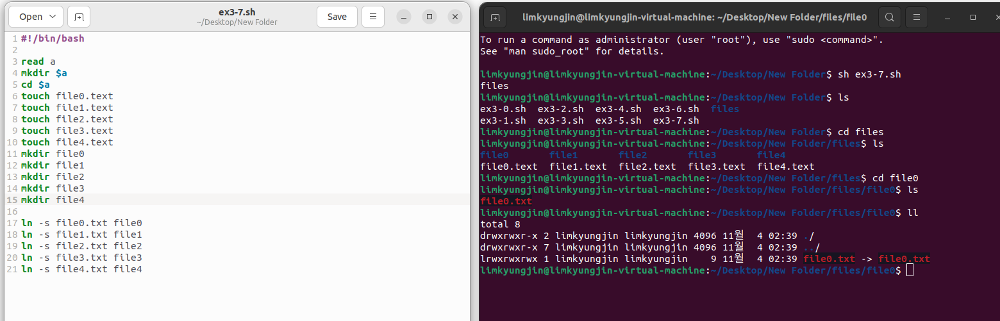 Open
ex3-7.sh
~/Desktop/New Folder
Save
1 #!/bin/bash
2
3 read a
4 mkdir $a
5 cd $a
6 touch file0.text
7 touch file1.text
8 touch file2.text
9 touch file3.text
10 touch file4.text
11 mkdir file0
12 mkdir file1
13 mkdir file2
14 mkdir file3
15 mkdir file4
16
17 ln -s file0.txt file0
18 ln -s file1.txt file1
19 ln -s file2.txt file2
20 ln -s file3.txt file3
21 ln -s file4.txt file4
limkyungjin@limkyungjin-virtual-machine: ~/Desktop/New Folder/files/file0
To run a command as administrator (user "root"), use "sudo <command>".
See "man sudo_root" for details.
limkyungjin@limkyungjin-virtual-machine:~/Desktop/New Folder$ sh ex3-7.sh
files
limkyungjin@limkyungjin-virtual-machine:~/Desktop/New Folder$ ls
ex3-0.sh  ex3-2.sh  ex3-4.sh  ex3-6.sh  files
ex3-1.sh  ex3-3.sh  ex3-5.sh  ex3-7.sh
limkyungjin@limkyungjin-virtual-machine:~/Desktop/New Folder$ cd files
limkyungjin@limkyungjin-virtual-machine:~/Desktop/New Folder/files$ ls
file0       file1       file2       file3       file4
file0.text  file1.text  file2.text  file3.text  file4.text
limkyungjin@limkyungjin-virtual-machine:~/Desktop/New Folder/files$ cd file0
limkyungjin@limkyungjin-virtual-machine:~/Desktop/New Folder/files/file0$ ls
file0.txt
limkyungjin@limkyungjin-virtual-machine:~/Desktop/New Folder/files/file0$ ll
total 8
drwxrwxr-x 2 limkyungjin limkyungjin 4096 11월  4 02:39 ./
drwxrwxr-x 7 limkyungjin limkyungjin 4096 11월  4 02:39 ../
lrwxrwxrwx 1 limkyungjin limkyungjin    9 11월  4 02:39 file0.txt -> file0.txt
limkyungjin@limkyungjin-virtual-machine:~/Desktop/New Folder/files/file0$